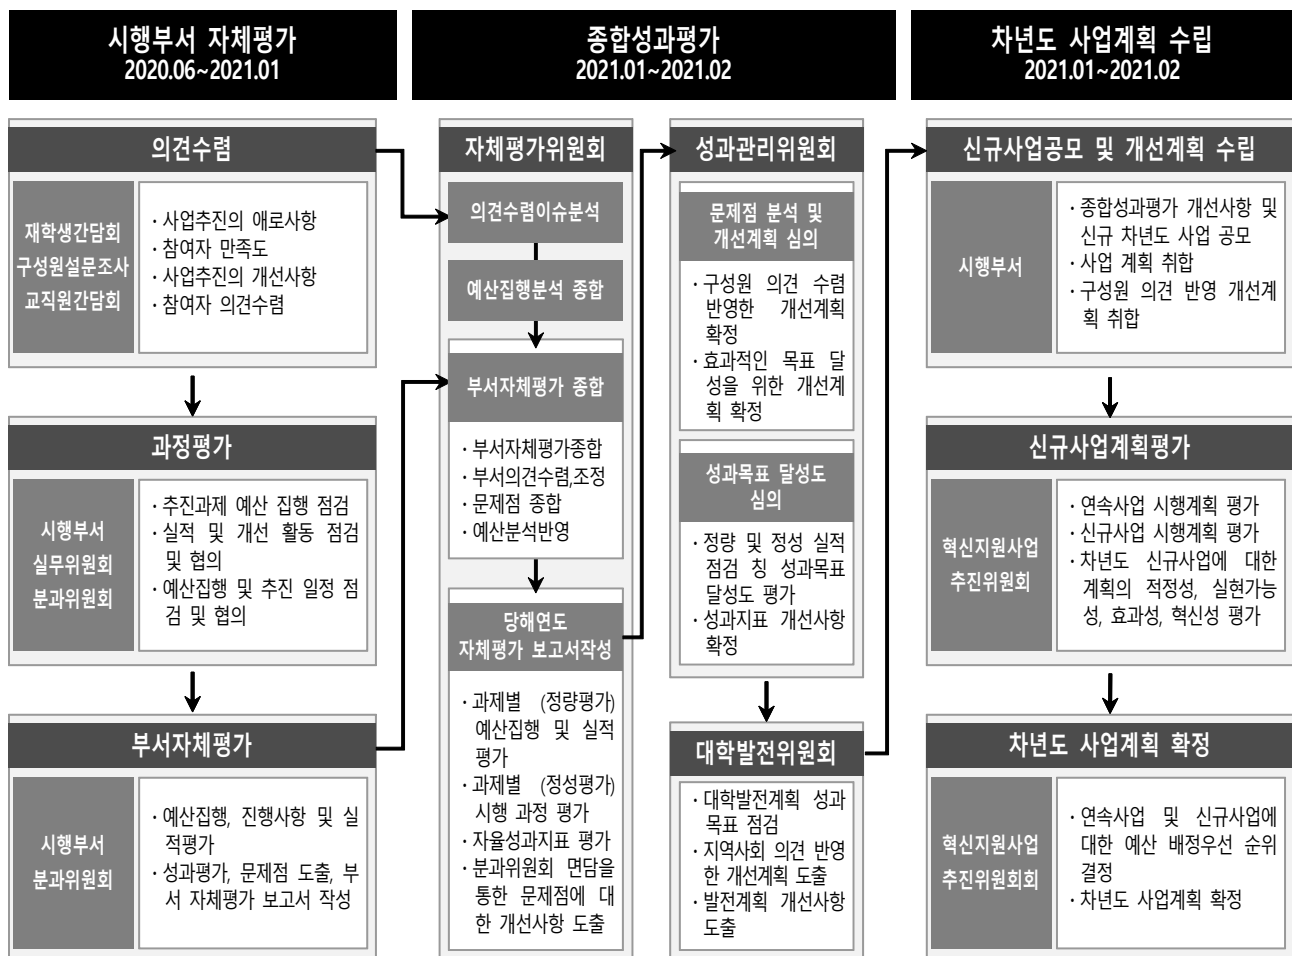 시행부서 자체평가
2020.06~2021.01
종합성과평가
2021.01~2021.02
차년도 사업계획 수립
2021.01~2021.02
의견수렴
재학생간담회
구성원설문조사
교직원간담회
· 사업추진의 애로사항
· 참여자 만족도
· 사업추진의 개선사항
· 참여자 의견수렴
과정평가
시행부서
실무위원회
분과위원회
· 추진과제 예산 집행 점검
· 실적 및 개선 활동 점검
및 협의
· 예산집행 및 추진 일정 점
검 및 협의
부서자체평가
시행부서
분과위원회
· 예산집행, 진행사항 및 실
적평가
· 성과평가, 문제점 도출, 부
서 자체평가 보고서 작성
자체평가위원회
의견수렴이슈분석
예산집행분석 종합
부서자체평가 종합
· 부서자체평가종합
· 부서의견수렴,조정
· 문제점 종합
· 예산분석반영
당해연도
자체평가 보고서작성
· 과제별 (정량평가)
예산집행 및 실적
평가
· 과제별 (정성평가)
시행 과정 평가
· 자율성과지표 평가
· 분과위원회 면담을
통한 문제점에 대
한 개선사항 도출
성과관리위원회
문제점 분석 및
개선계획 심의
· 구성원 의견 수렴
반영한 개선계획
확정
· 효과적인 목표 달
성을 위한 개선계
획 확정
성과목표 달성도
심의
· 정량 및 정성 실적
점검 칭 성과목표
달성도 평가
· 성과지표 개선사항
확정
대학발전위원회
· 대학발전계획 성과
목표 점검
· 지역사회 의견 반영
한 개선계획 도출
· 발전계획 개선사항
도출
신규사업공모 및 개선계획 수립
시행부서
· 종합성과평가 개선사항 및
신규 차년도 사업 공모
· 사업 계획 취합
· 구성원 의견 반영 개선계
획 취합
신규사업계획평가
혁신지원사업
추진위원회
· 연속사업 시행계획 평가
· 신규사업 시행계획 평가
· 차년도 신규사업에 대한
계획의 적정성, 실현가능
성, 효과성, 혁신성 평가
차년도 사업계획 확정
혁신지원사업
추진위원회회
· 연속사업 및 신규사업에
대한 예산 배정우선 순위
결정
· 차년도 사업계획 확정